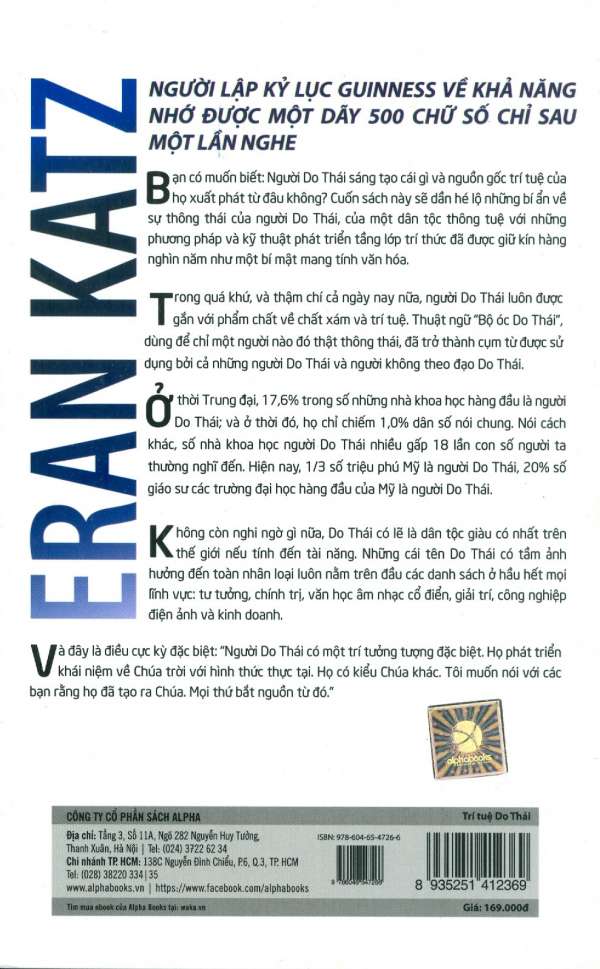 ERAN KATZ
NGƯỜI LẬP KỶ LỤC GUINNESS VỀ KHẢ NĂNG
NHỚ ĐƯỢC MỘT DÃY 500 CHỮ SỐ CHỈ SAU
MỘT LẦN NGHE
Bạn có muốn biết: Người Do Thái sáng tạo cái gì và nguồn gốc trí tuệ của
họ xuất phát từ đâu không? Cuốn sách này sẽ dần hé lộ những bí ẩn về
sự thông thái của người Do Thái, của một dân tộc thông tuệ với những
phương pháp và kỹ thuật phát triển tầng lớp trí thức đã được giữ kín hàng
nghìn năm như một bí mật mang tính văn hóa.
Trong quá khứ, và thậm chí cả ngày nay nữa, người Do Thái luôn được
gắn với phẩm chất về chất xám và trí tuệ. Thuật ngữ "Bộ óc Do Thái",
dùng để chỉ một người nào đó thật thông thái, đã trở thành cụm từ được sử
dụng bởi cả những người Do Thái và người không theo đạo Do Thái.
Ở thời Trung đại, 17,6% trong số những nhà khoa học hàng đầu là người
Do Thái; và ở thời đó, họ chỉ chiếm 1,0% dân số nói chung. Nói cách
khác, số nhà khoa học người Do Thái nhiều gấp 18 lần con số người ta
thường nghĩ đến. Hiện nay, 1/3 số triệu phú Mỹ là người Do Thái, 20% số
giáo sư các trường đại học hàng đầu của Mỹ là người Do Thái.
Không còn nghi ngờ gì nữa, Do Thái có lẽ là dân tộc giàu có nhất trên
thế giới nếu tính đến tài năng. Những cái tên Do Thái có tầm ảnh
hưởng đến toàn nhân loại luôn nằm trên đầu các danh sách ở hầu hết mọi
lĩnh vực: tư tưởng, chính trị, văn học âm nhạc cổ điển, giải trí, công nghiệp
điện ảnh và kinh doanh.
Và đây là điều cực kỳ đặc biệt: "Người Do Thái có một trí tưởng tượng đặc biệt. Họ phát triển
khái niệm về Chúa trời với hình thức thực tại. Họ có kiểu Chúa khác. Tôi muốn nói với các
bạn rằng họ đã tạo ra Chúa. Mọi thứ bắt nguồn từ đó."
alphabooks
CÔNG TY CỔ PHẦN SÁCH ALPHA
Trí tuệ Do Thái
Địa chỉ: Tầng 3, Số 11A, Ngõ 282 Nguyễn Huy Tưởng,
Thanh Xuân, Hà Nội | Tel: (024) 3722 62 34
Chi nhánh TP. HCM: 138C Nguyễn Đình Chiểu, P.6, Q.3, TP. HCM
Tel: (028) 38220 334 | 35
www.alphabooks.vn | https://www.facebook.com/alphabooks
Tìm mua ebook của Alpha Books tại: waka.vn
ISBN: 978-604-65-4726-6
8 935251 412369
Giá: 169.000đ